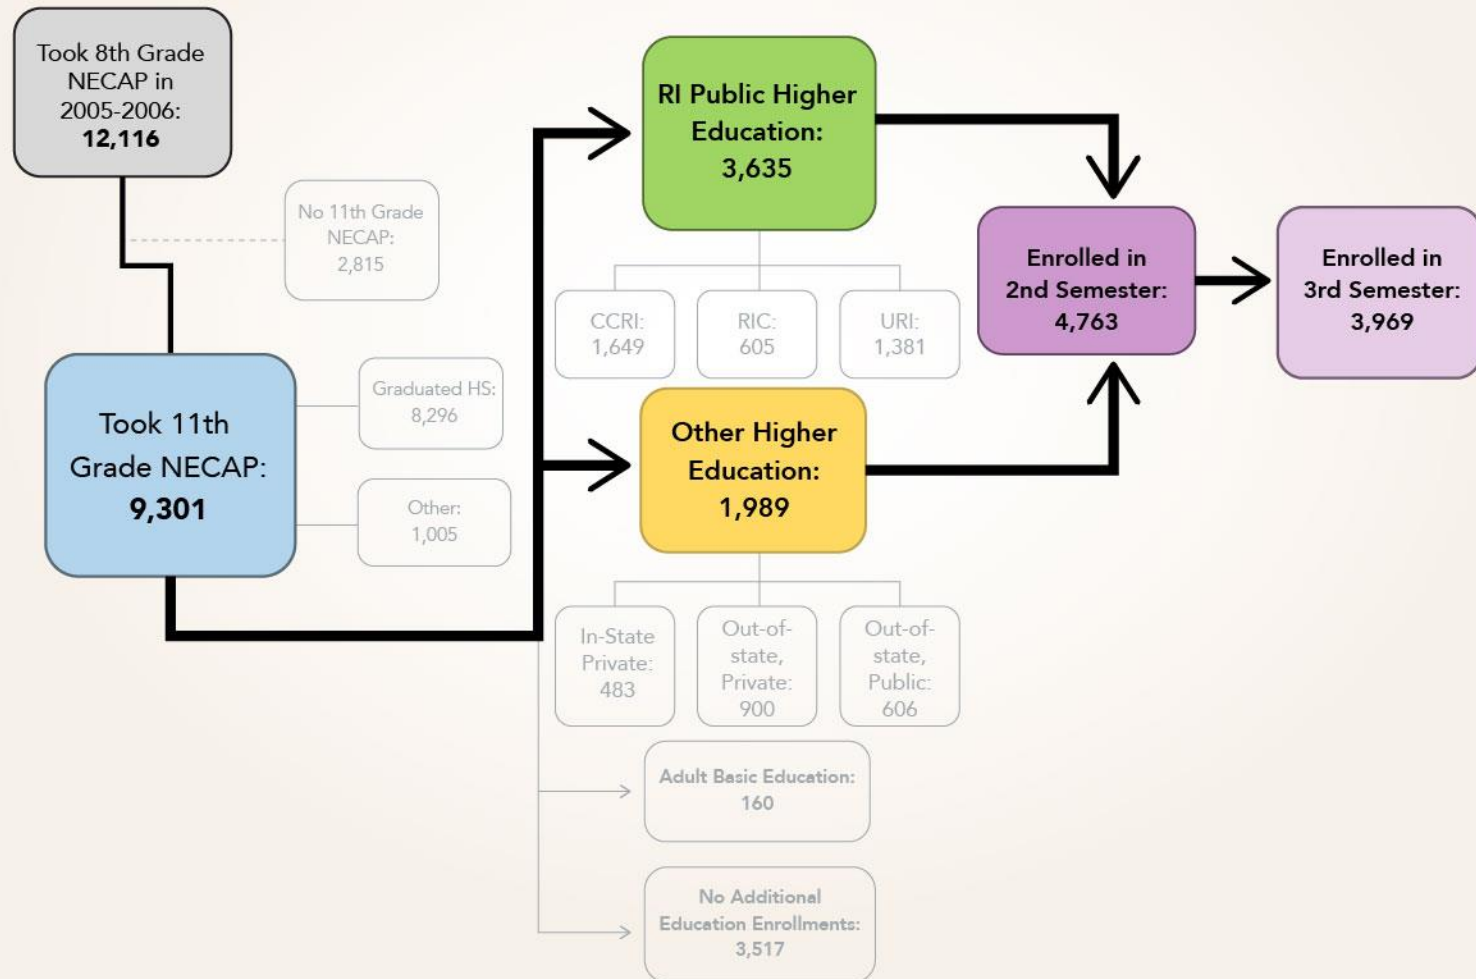 Took 8th Grade
NECAP in
2005-2006:
12,116
No 11th Grade
NECAP:
2,815
Took 11th
Grade NECAP:
9,301
Graduated HS:
8,296
Other:
1,005
RI Public Higher
Education:
3,635
CCRI:
1,649
RIC:
605
URI:
1,381
Other Higher
Education:
1,989
In-State
Private:
483
Out-of-
state,
Private:
900
Out-of-
state,
Public:
606
Adult Basic Education:
160
No Additional
Education Enrollments:
3,517
Enrolled in
2nd Semester:
4,763
Enrolled in
3rd Semester:
3,969